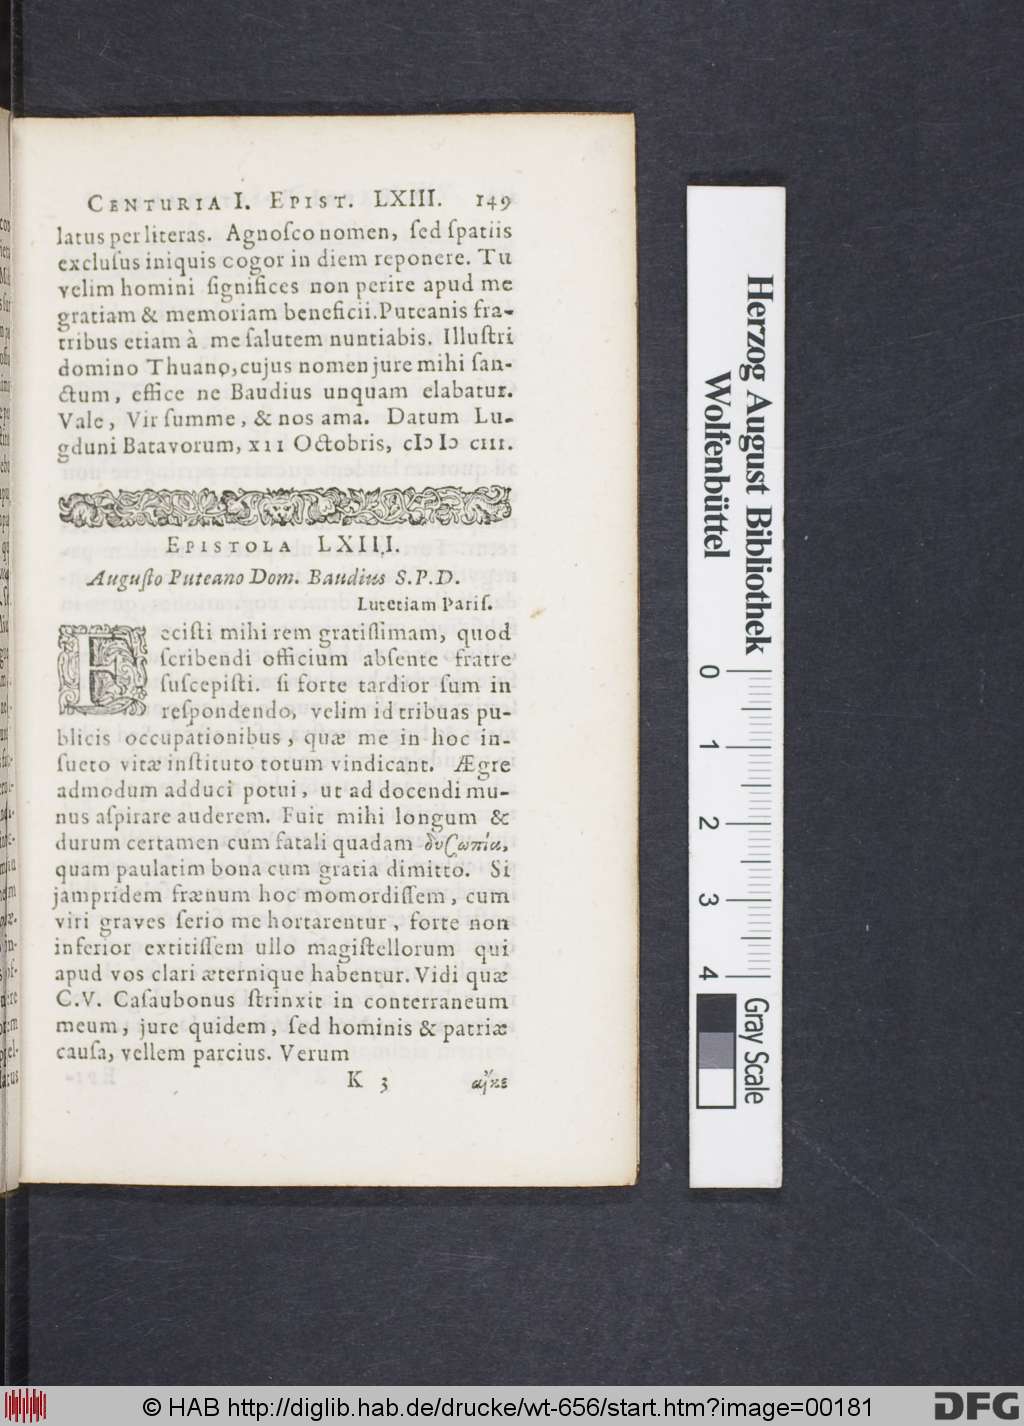 CENTURIA I. EPIST. LXIII. 149
latus per literas. Agnoſco nomen, ſed ſpatiis
excluſus iniquis cogor in diem reponere. Tu
velim homini ſignifices non perire apud me
gratiam & memoriam beneficii. Puteanis fra-
tribus etiam à me ſalutem nuntiabis. Illuſtri
domino Thuano, cujus nomen jure mihi ſan-
ctum, effice ne Baudius unquam elabatur.
Vale, Vir ſumme, & nos ama. Datum Lu-
gduni Batavorum, XII Octobris, cIↄ Iↄ cIII.
EPISTOLA LXIII.
Auguſto Puteano Dom. Baudius S.P.D.
Lutetiam Pariſ.
Feciſti mihi rem gratiſſimam, quod
ſcribendi officium abſente fratre
ſuſcepiſti. ſi forte tardior ſum in
reſpondendo, velim id tribuas pu-
blicis occupationibus, quæ me in hoc in-
ſueto vitæ inſtituto totum vindicant. Ægre
admodum adduci potui, ut ad docendi mu-
nus aſpirare auderem. Fuit mihi longum &
durum certamen cum fatali quadam δυσωπία,
quam paulatim bona cum gratia dimitto. Si
jampridem frænum hoc momordiſſem, cum
viri graves ſerio me hortarentur, forte non
inferior extitiſſem ullo magiſtellorum qui
apud vos clari æternique habentur. Vidi quæ
C.V. Caſaubonus ſtrinxit in conterraneum
meum, jure quidem, ſed hominis & patriæ
cauſa, vellem parcius. Verum
K 3 αἴκε
Herzog August Bibliothek
Wolfenbüttel
0 1 2 3 4
Gray Scale
© HAB http://diglib.hab.de/drucke/wt-656/start.htm?image=00181
DFG